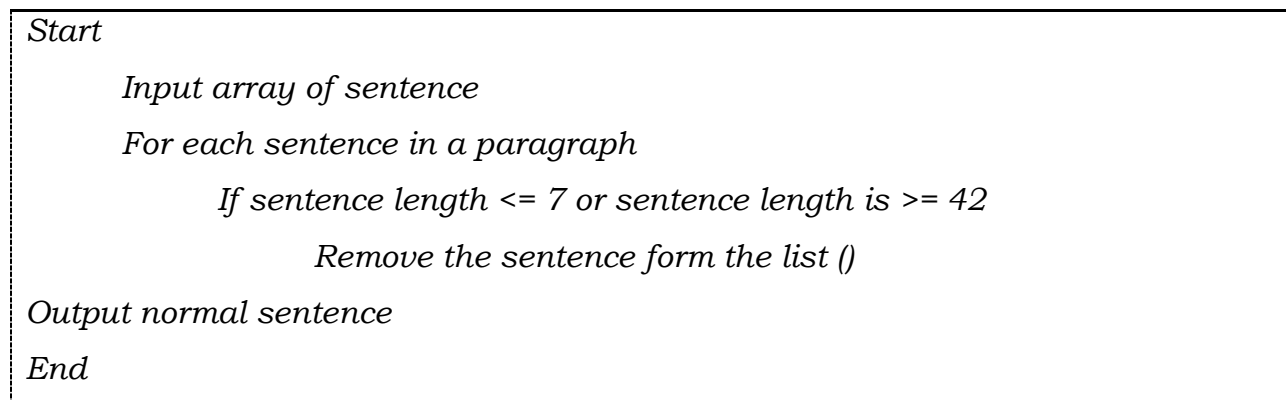 Start
Input array of sentence
For each sentence in a paragraph
If sentence length <= 7 or sentence length is >= 42
Remove the sentence form the list ()
Output normal sentence
End